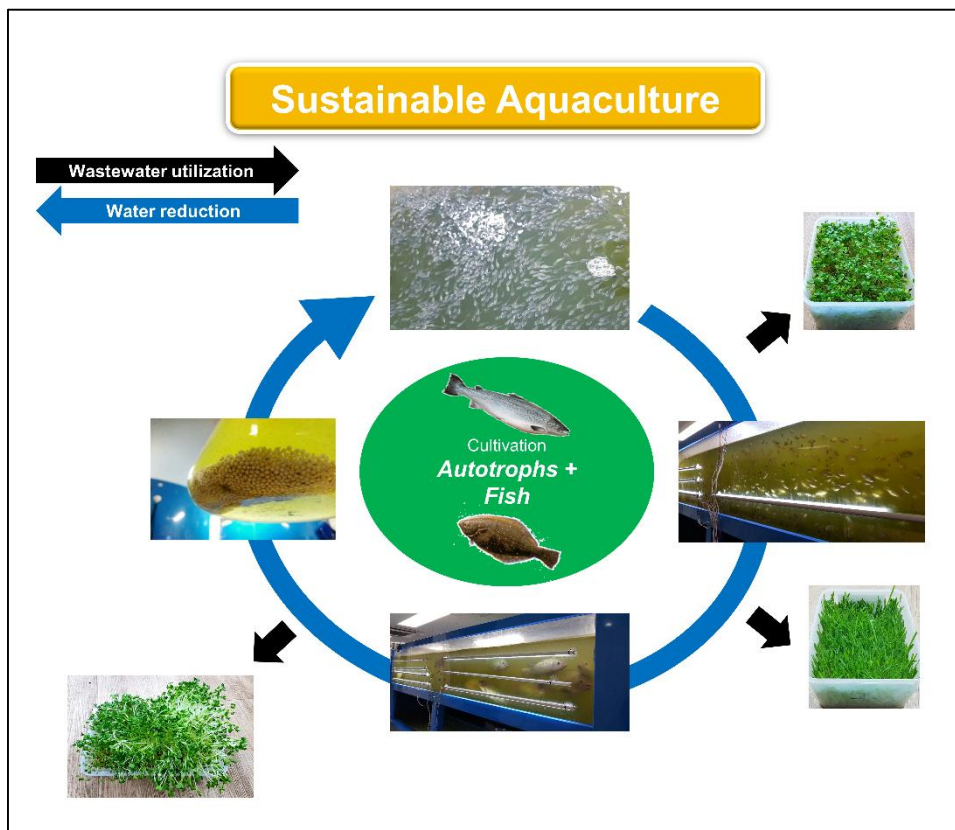 Sustainable Aquaculture
Wastewater utilization
Water reduction
Cultivation
Autotrophs +
Fish